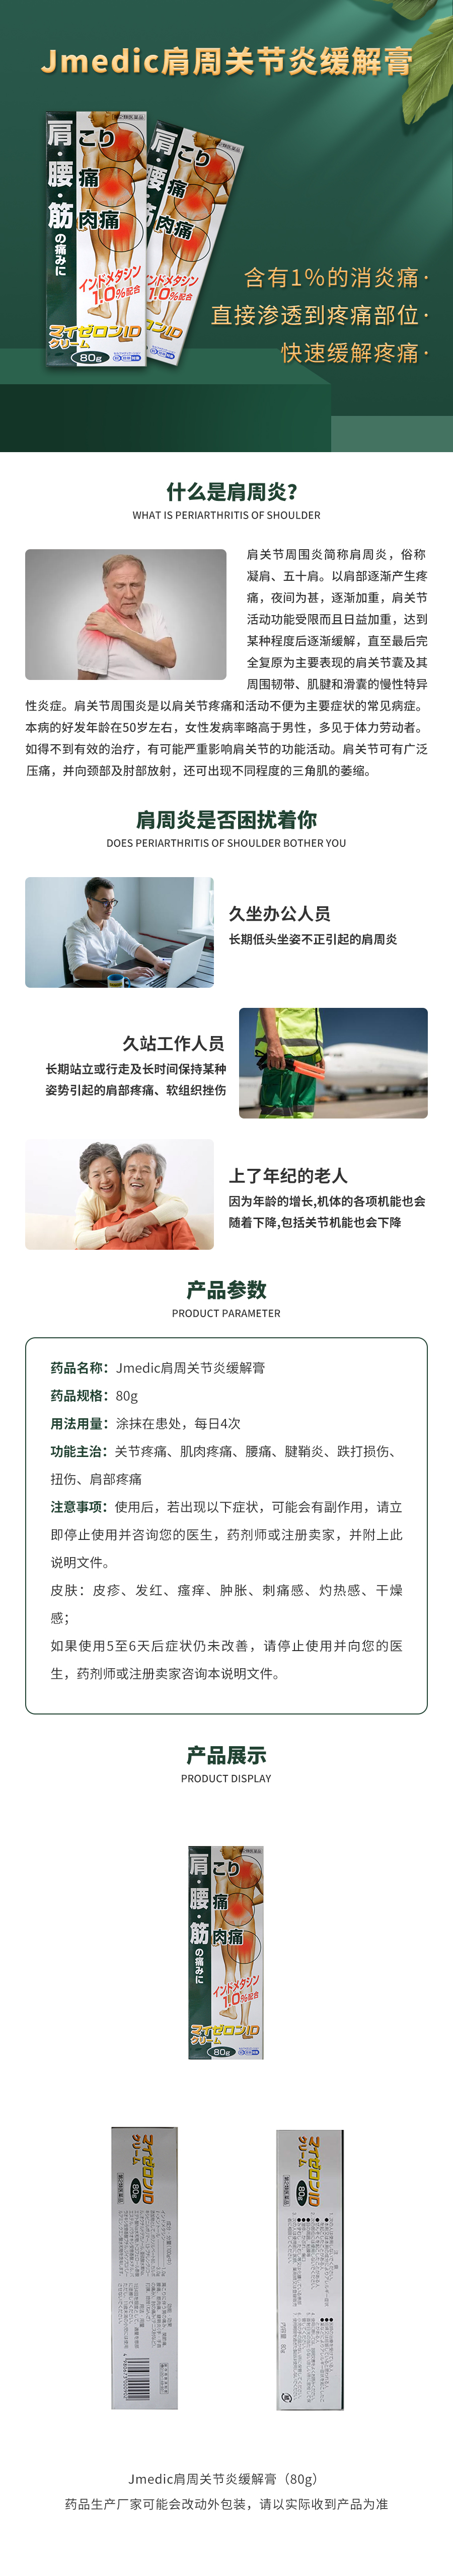 Jmedic肩周关节炎缓解膏
肩・腰・筋の痛みに
こり
痛
肉痛
インドメタシン
1.0%配合
マイゼロンID
クリーム
80g
含有1%的消炎痛·
直接渗透到疼痛部位·
快速缓解疼痛·
什么是肩周炎?
WHAT IS PERIARTHRITIS OF SHOULDER
肩关节周围炎简称肩周炎，俗称
凝肩、五十肩。以肩部逐渐产生疼
痛，夜间为甚，逐渐加重，肩关节
活动功能受限而且日益加重，达到
某种程度后逐渐缓解，直至最后完
全复原为主要表现的肩关节囊及其
周围韧带、肌腱和滑囊的慢性特异
性炎症。肩关节周围炎是以肩关节疼痛和活动不便为主要症状的常见病症。
本病的好发年龄在50岁左右，女性发病率略高于男性，多见于体力劳动者。
如得不到有效的治疗，有可能严重影响肩关节的功能活动。肩关节可有广泛
压痛，并向颈部及肘部放射，还可出现不同程度的三角肌的萎缩。
肩周炎是否困扰着你
DOES PERIARTHRITIS OF SHOULDER BOTHER YOU
久坐办公人员
长期低头坐姿不正引起的肩周炎
久站工作人员
长期站立或行走及长时间保持某种
姿势引起的肩部疼痛、软组织挫伤
上了年纪的老人
因为年龄的增长,机体的各项机能也会
随着下降,包括关节机能也会下降
产品参数
PRODUCT PARAMETER
药品名称：Jmedic肩周关节炎缓解膏
药品规格：80g
用法用量：涂抹在患处，每日4次
功能主治：关节疼痛、肌肉疼痛、腰痛、腱鞘炎、跌打损伤、
扭伤、肩部疼痛
注意事项：使用后，若出现以下症状，可能会有副作用，请立
即停止使用并咨询您的医生，药剂师或注册卖家，并附上此
说明文件。
皮肤：皮疹、发红、瘙痒、肿胀、刺痛感、灼热感、干燥
感；
如果使用5至6天后症状仍未改善，请停止使用并向您的医
生，药剂师或注册卖家咨询本说明文件。
产品展示
PRODUCT DISPLAY
肩・腰・筋の痛みに
こり
痛
肉痛
インドメタシン
1.0%配合
マイゼロンID
クリーム
80g
マイゼロンID
クリーム
80g
マイゼロンID
クリーム
80g
Jmedic肩周关节炎缓解膏（80g）
药品生产厂家可能会改动外包装，请以实际收到产品为准